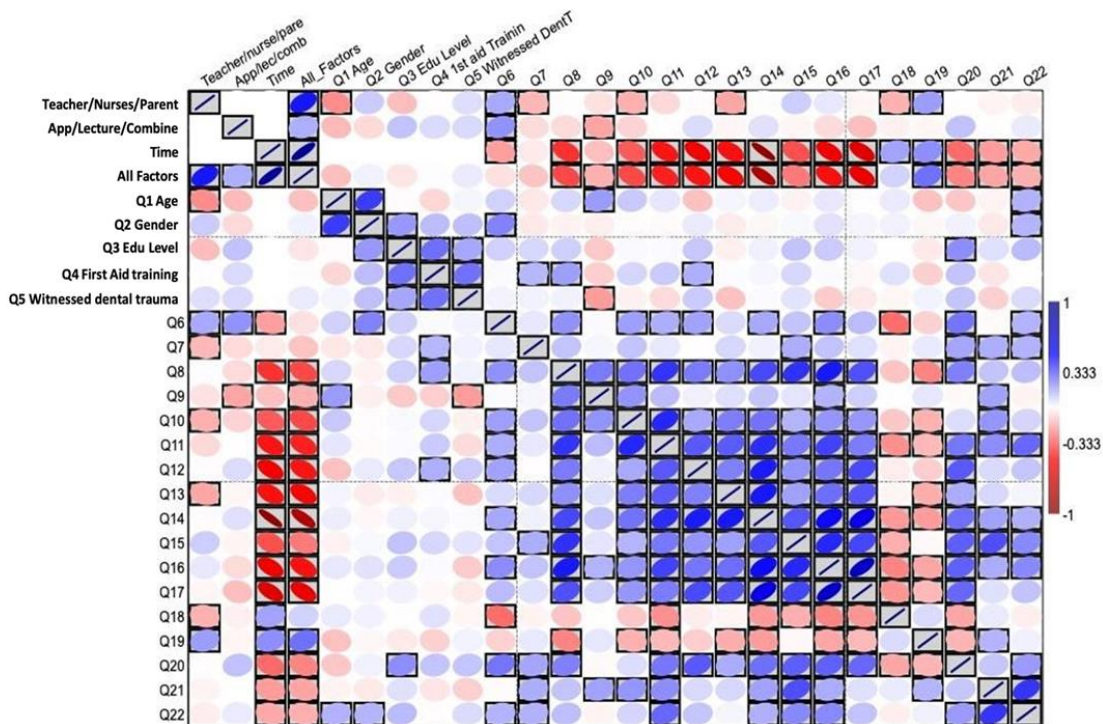 Teacher/nurse/pare
App/lec/comb
Time
All_Factors
Q1 Age
Q2 Gender
Q3 Edu Level
Q4 1st aid Trainin
Q5 Witnessed DentT
Q6
Q7
Q8
Q9
Q10
Q11
Q12
Q13
Q14
Q15
Q16
Q17
Q18
Q19
Q20
Q21
Q22
Teacher/Nurses/Parent
App/Lecture/Combine
Time
All Factors
Q1 Age
Q2 Gender
Q3 Edu Level
Q4 First Aid training
Q5 Witnessed dental trauma
Q6
Q7
Q8
Q9
Q10
Q11
Q12
Q13
Q14
Q15
Q16
Q17
Q18
Q19
Q20
Q21
Q22
1
0.333
-0.333
-1